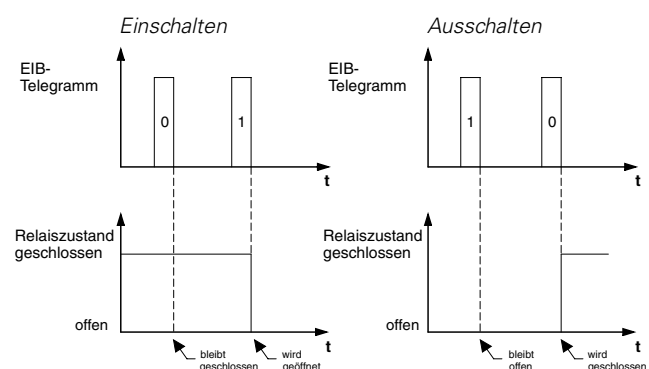 Einschalten
EIB-
Telegramm
0
1
t
Relaiszustand
geschlossen
offen
t
bleibt
geschlossen
wird
geöffnet
Ausschalten
EIB-
Telegramm
1
0
t
Relaiszustand
geschlossen
offen
t
bleibt
offen
wird
geschlossen